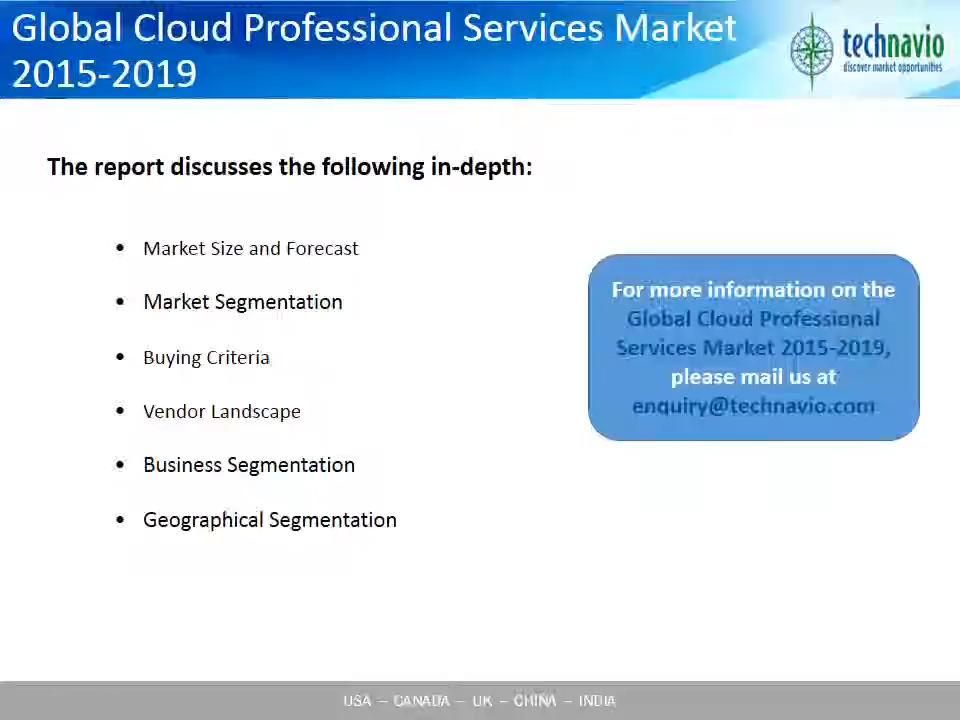 Global Cloud Professional Services Market
2015-2019
technavio
discover market opportunities
The report discusses the following in-depth:
• Market Size and Forecast
• Market Segmentation
• Buying Criteria
• Vendor Landscape
• Business Segmentation
• Geographical Segmentation
For more information on the
Global Cloud Professional
Services Market 2015-2019,
please mail us at
enquiry@technavio.com
USA – CANADA – UK – CHINA – INDIA